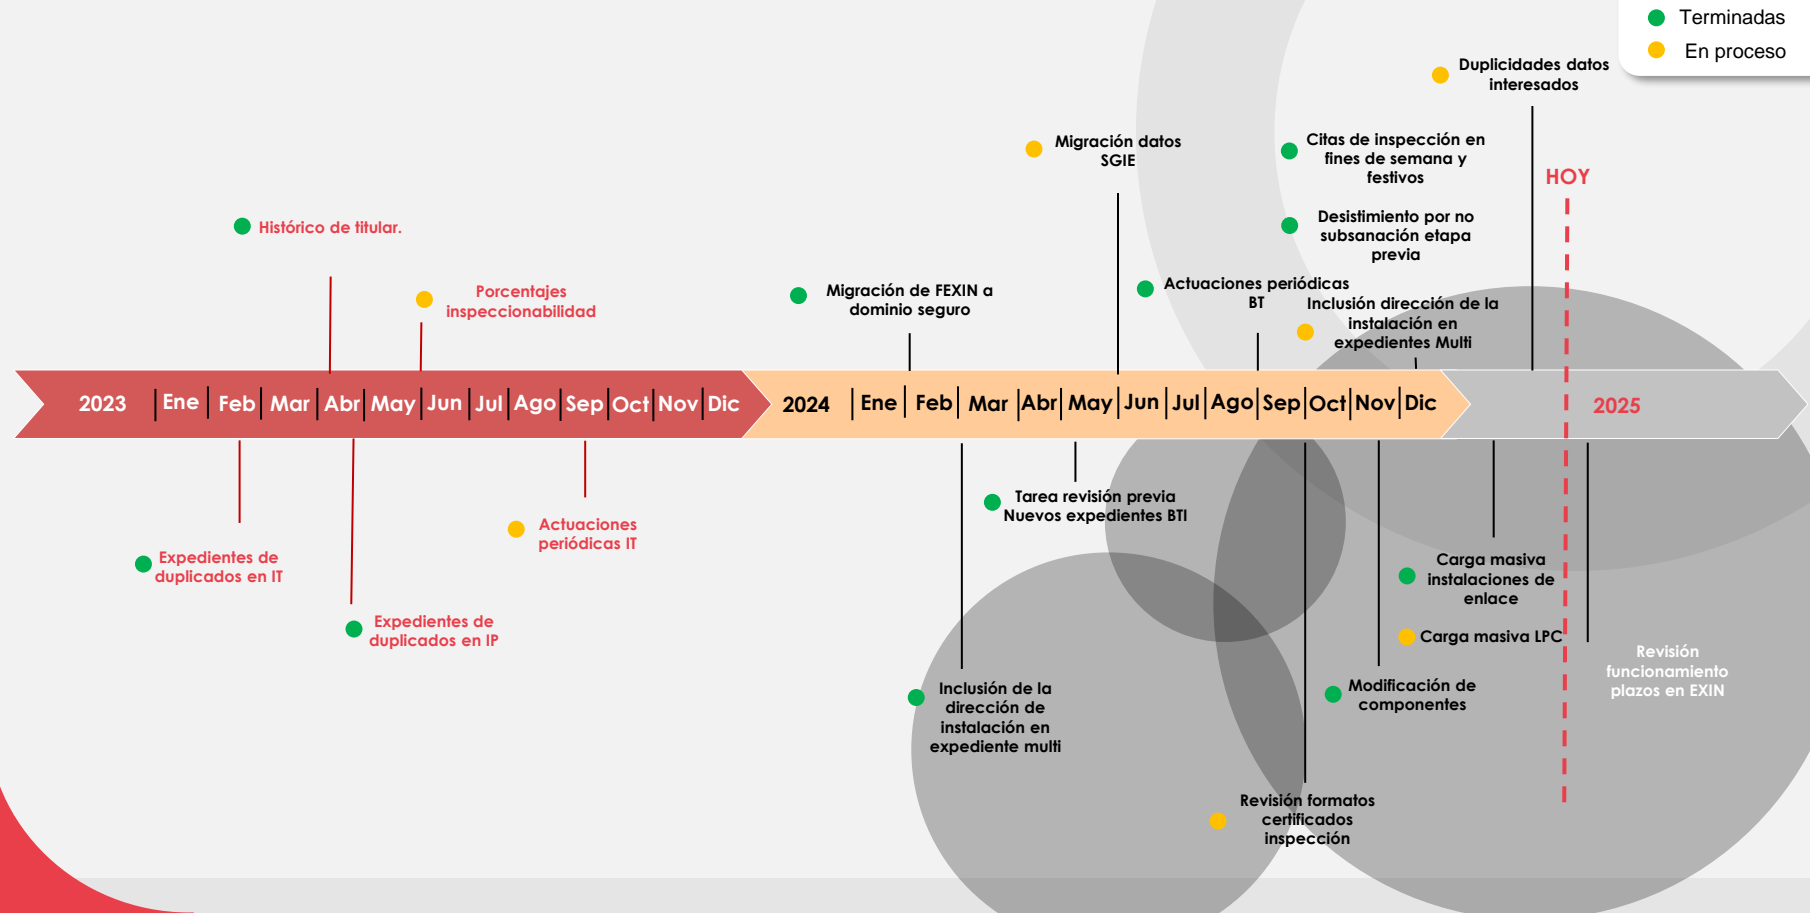 Terminadas
En proceso
Duplicidades datos
interesados
Migración datos
SGIE
Citas de inspección en
fines de semana y
festivos
HOY
Histórico de titular.
Desistimiento por no
subsanación etapa
previa
Porcentajes
inspeccionabilidad
Migración de FEXIN a
dominio seguro
Actuaciones periódicas
BT
Inclusión dirección de la
instalación en
expedientes Multi
2023 Ene Feb Mar Abr May Jun Jul Ago Sep Oct Nov Dic 2024 Ene Feb Mar Abr May Jun Jul Ago Sep Oct Nov Dic 2025
Expedientes de
duplicados en IT
Expedientes de
duplicados en IP
Actuaciones
periódicas IT
Tarea revisión previa
Nuevos expedientes BTI
Inclusión de la
dirección de
instalación en
expediente multi
Revisión formatos
certificados
inspección
Modificación de
componentes
Carga masiva
instalaciones de
enlace
Carga masiva LPC
Revisión
funcionamiento
plazos en EXIN